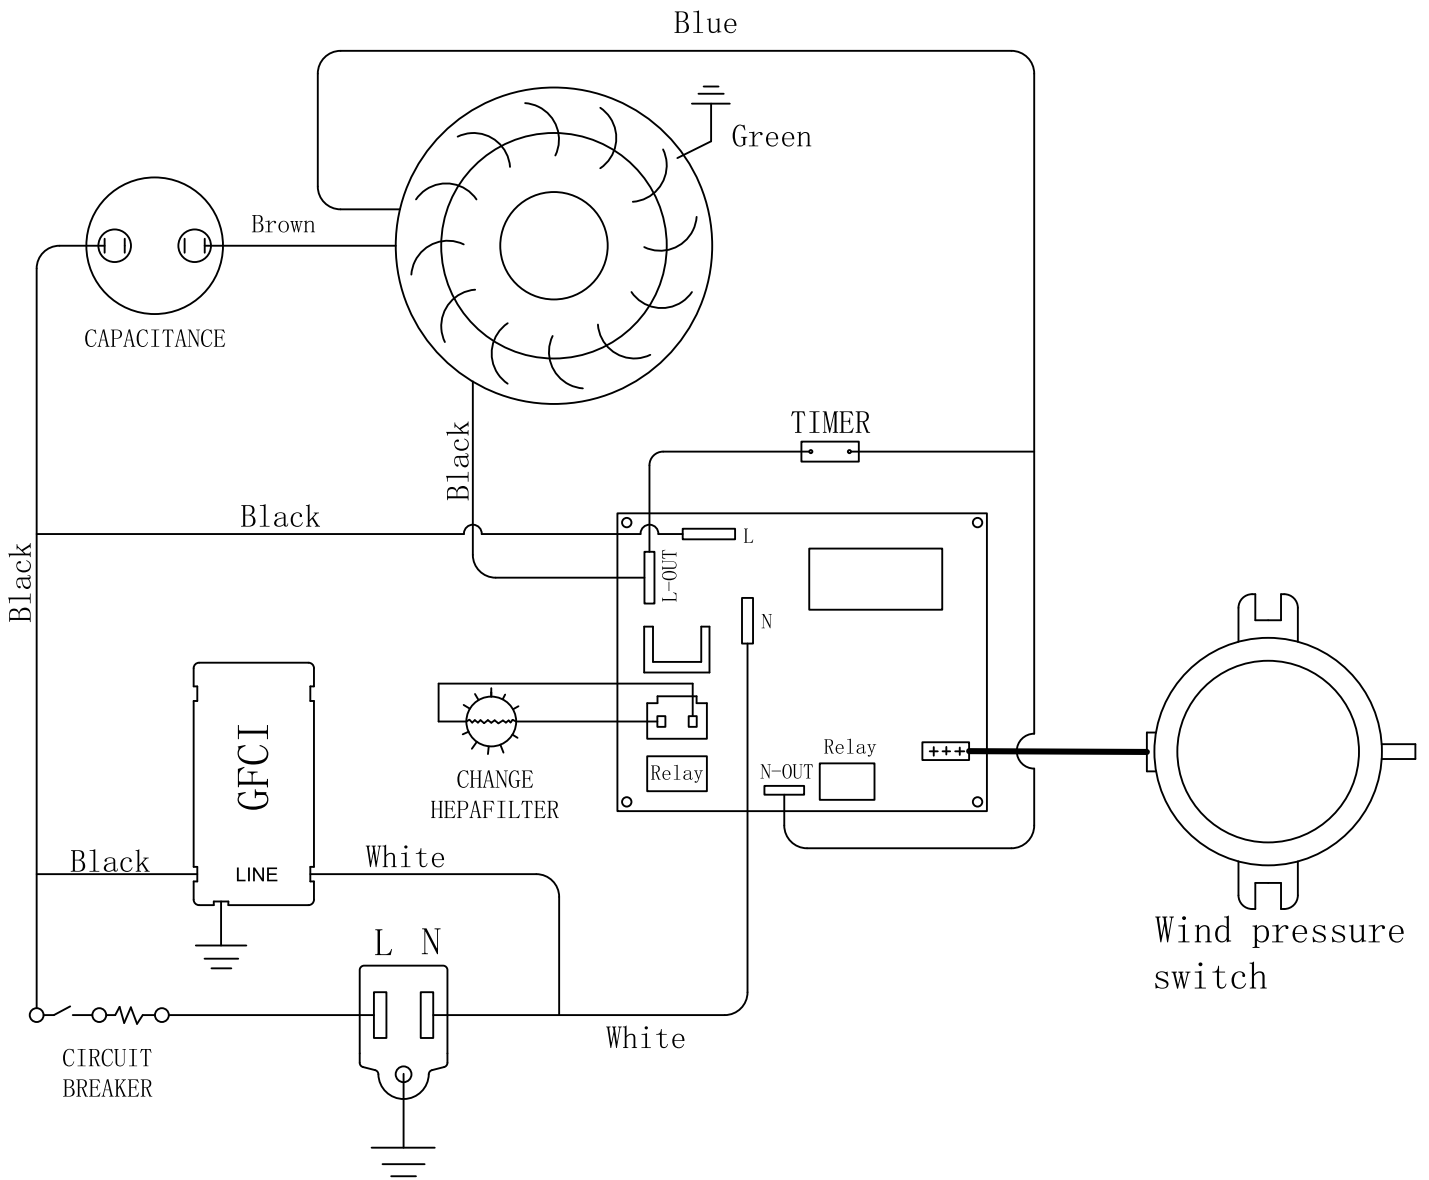 Blue
Green
Brown
CAPACITANCE
TIMER
Black
Black
L
Black
L-OUT
N
GFCI
Relay
N-OUT
+++
Relay
CHANGE
HEPAFILTER
Black
LINE
White
Wind pressure
switch
L N
White
CIRCUIT
BREAKER